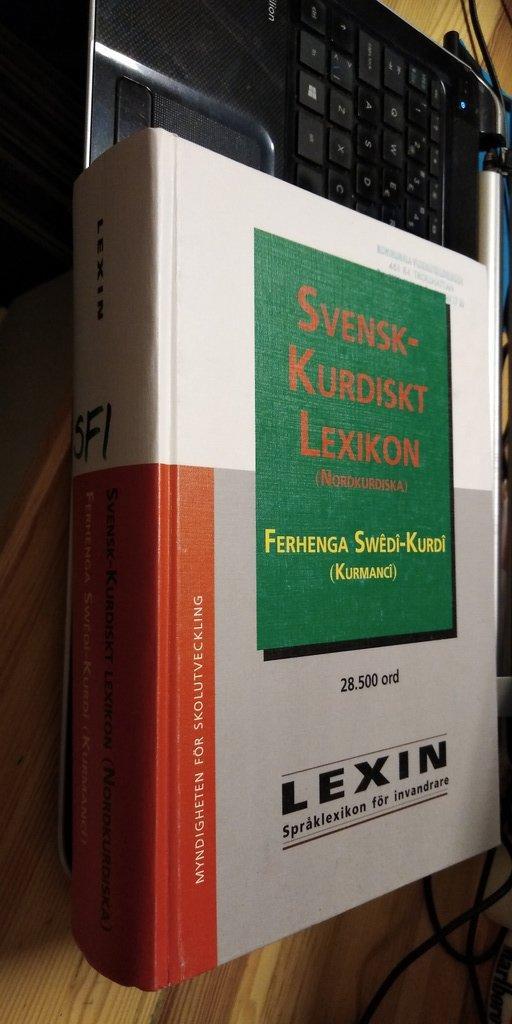 LEXIN
SFI
SVENSK-KURDISKT LEXIKON (NORDKURDISKA)
FERHENGA SWÊDÎ-KURDÎ (KURMANCÎ)
MYNDIGHETEN FÖR SKOLUTVECKLING
SVENSK-
KURDISKT
LEXIKON
(NORDKURDISKA)
FERHENGA SWÊDÎ-KURDÎ
(KURMANCÎ)
28.500 ord
LEXIN
Språklexikon för invandrare